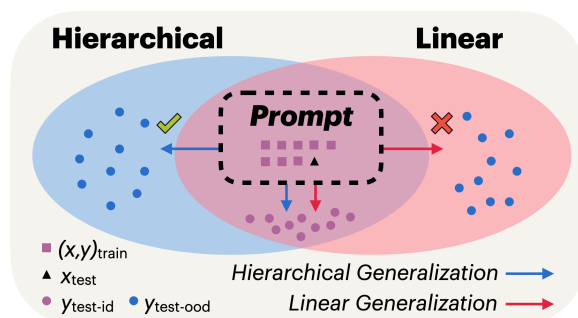 Hierarchical Linear
Prompt
(x,y)train
xtest
ytest-id ytest-ood
Hierarchical Generalization
Linear Generalization